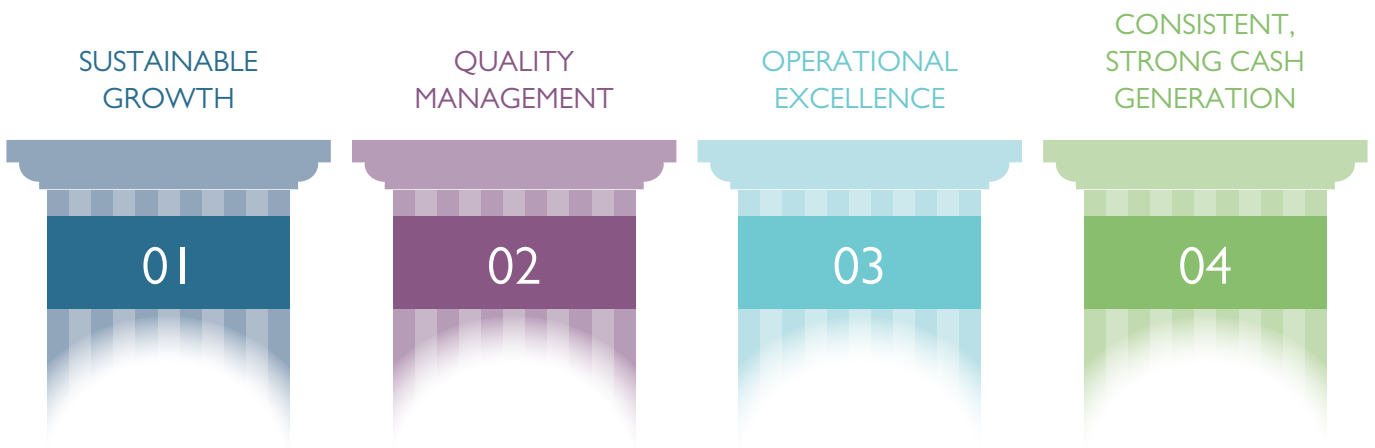 SUSTAINABLE
GROWTH
01
QUALITY
MANAGEMENT
02
OPERATIONAL
EXCELLENCE
03
CONSISTENT,
STRONG CASH
GENERATION
04